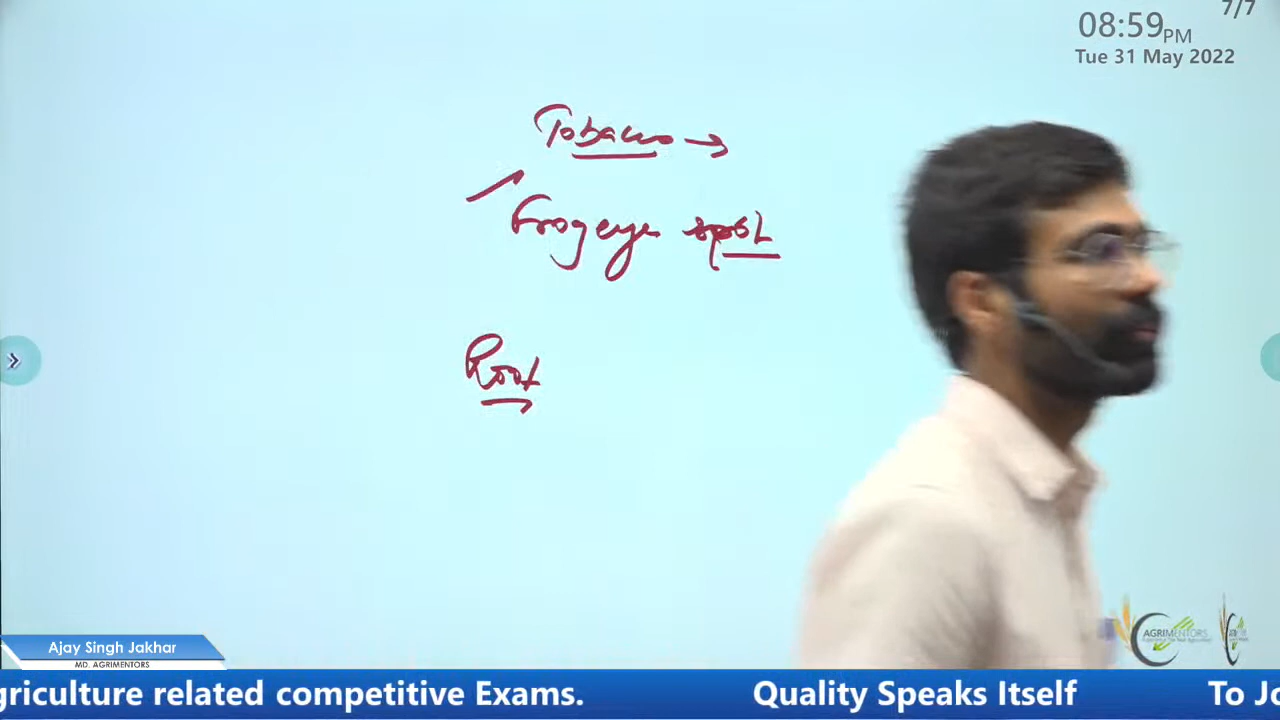 7/7
08:59PM
Tue 31 May 2022
Tobacco →
Frogeye spot
Root
Ajay Singh Jakhar
MD. AGRIMENTORS
AGRIMENTORS
griculture related competitive Exams. Quality Speaks Itself To Jo